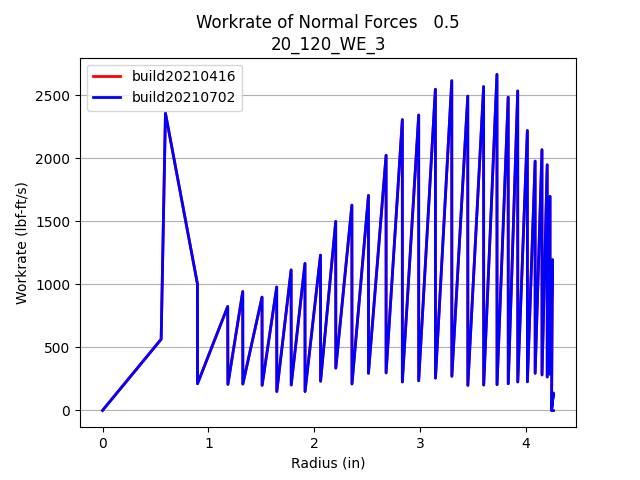 Workrate of Normal Forces   0.5
20_120_WE_3
build20210416
build20210702
Workrate (lbf-ft/s)
2500
2000
1500
1000
500
0
0 1 2 3 4
Radius (in)